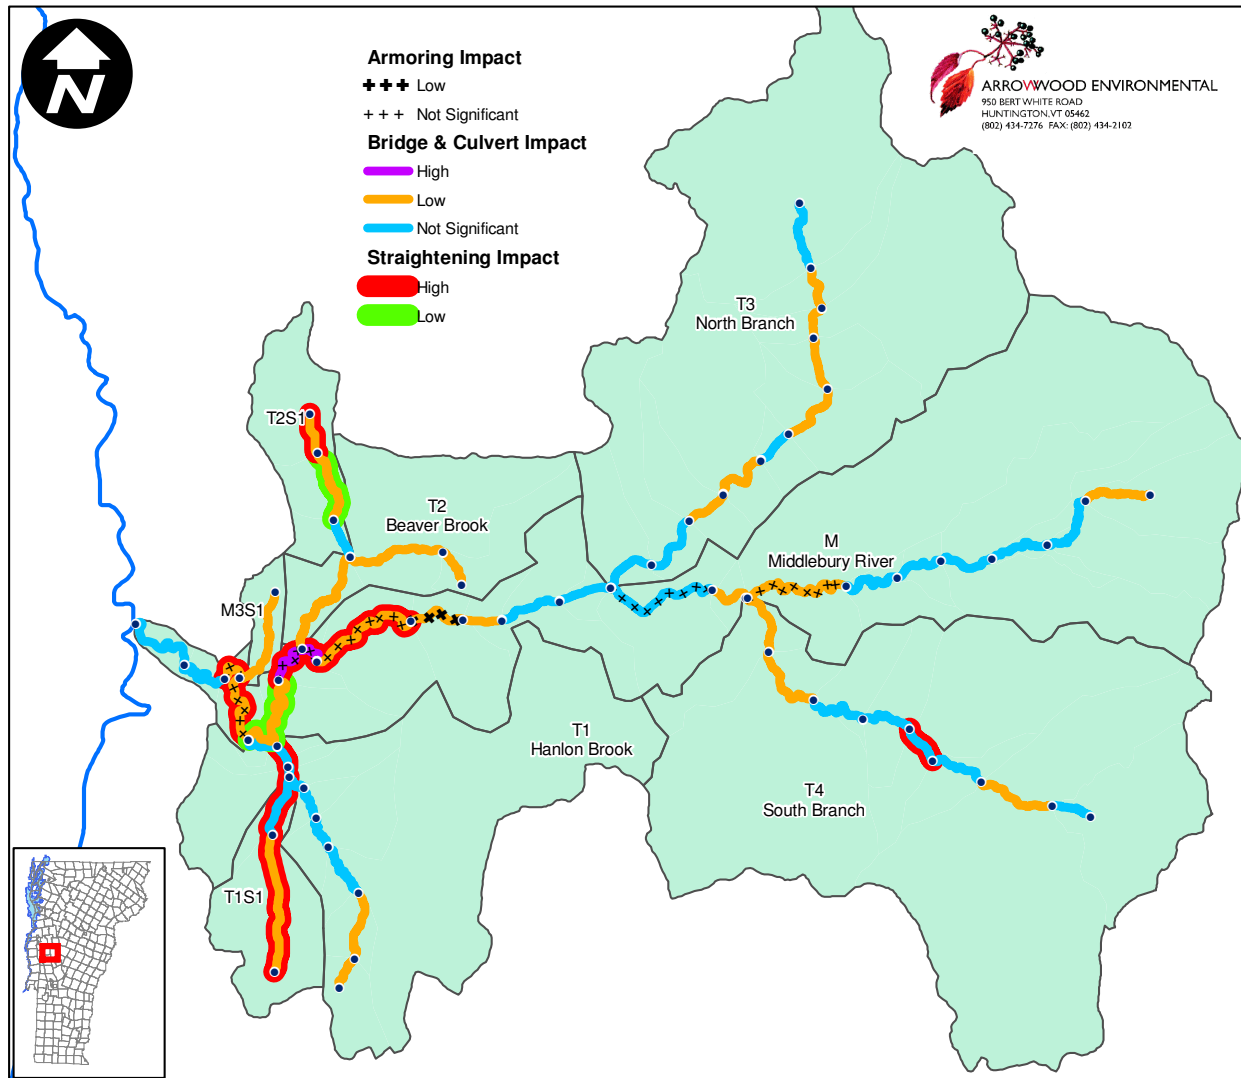 N
Armoring Impact
Low
Not Significant
Bridge & Culvert Impact
High
Low
Not Significant
Straightening Impact
High
Low
ARROWWOOD ENVIRONMENTAL
950 BERT WHITE ROAD
HUNTINGTON, VT 05462
(802) 434-7276 FAX: (802) 434-2102
T3
North Branch
T2S1
T2
Beaver Brook
M
Middlebury River
M3S1
T1
Hanlon Brook
T4
South Branch
T1S1